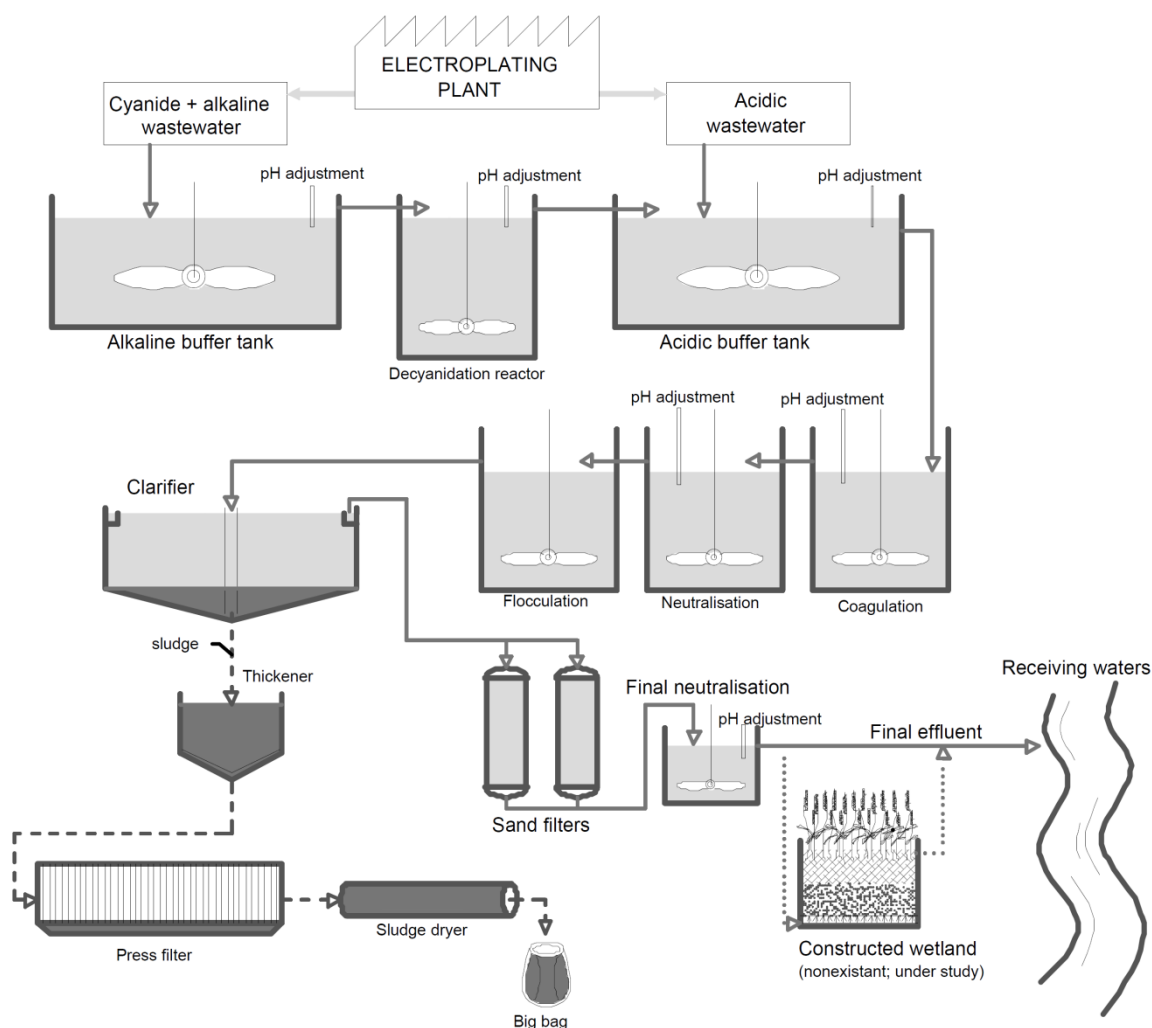 ELECTROPLATING
PLANT
Cyanide + alkaline
wastewater
Acidic
wastewater
pH adjustment
pH adjustment
pH adjustment
Alkaline buffer tank
Decyanidation reactor
Acidic buffer tank
pH adjustment
pH adjustment
Clarifier
Flocculation
Neutralisation
Coagulation
sludge
Thickener
Receiving waters
Final neutralisation
pH adjustment
Final effluent
Sand filters
Press filter
Sludge dryer
Constructed wetland
(nonexistant; under study)
Big bag